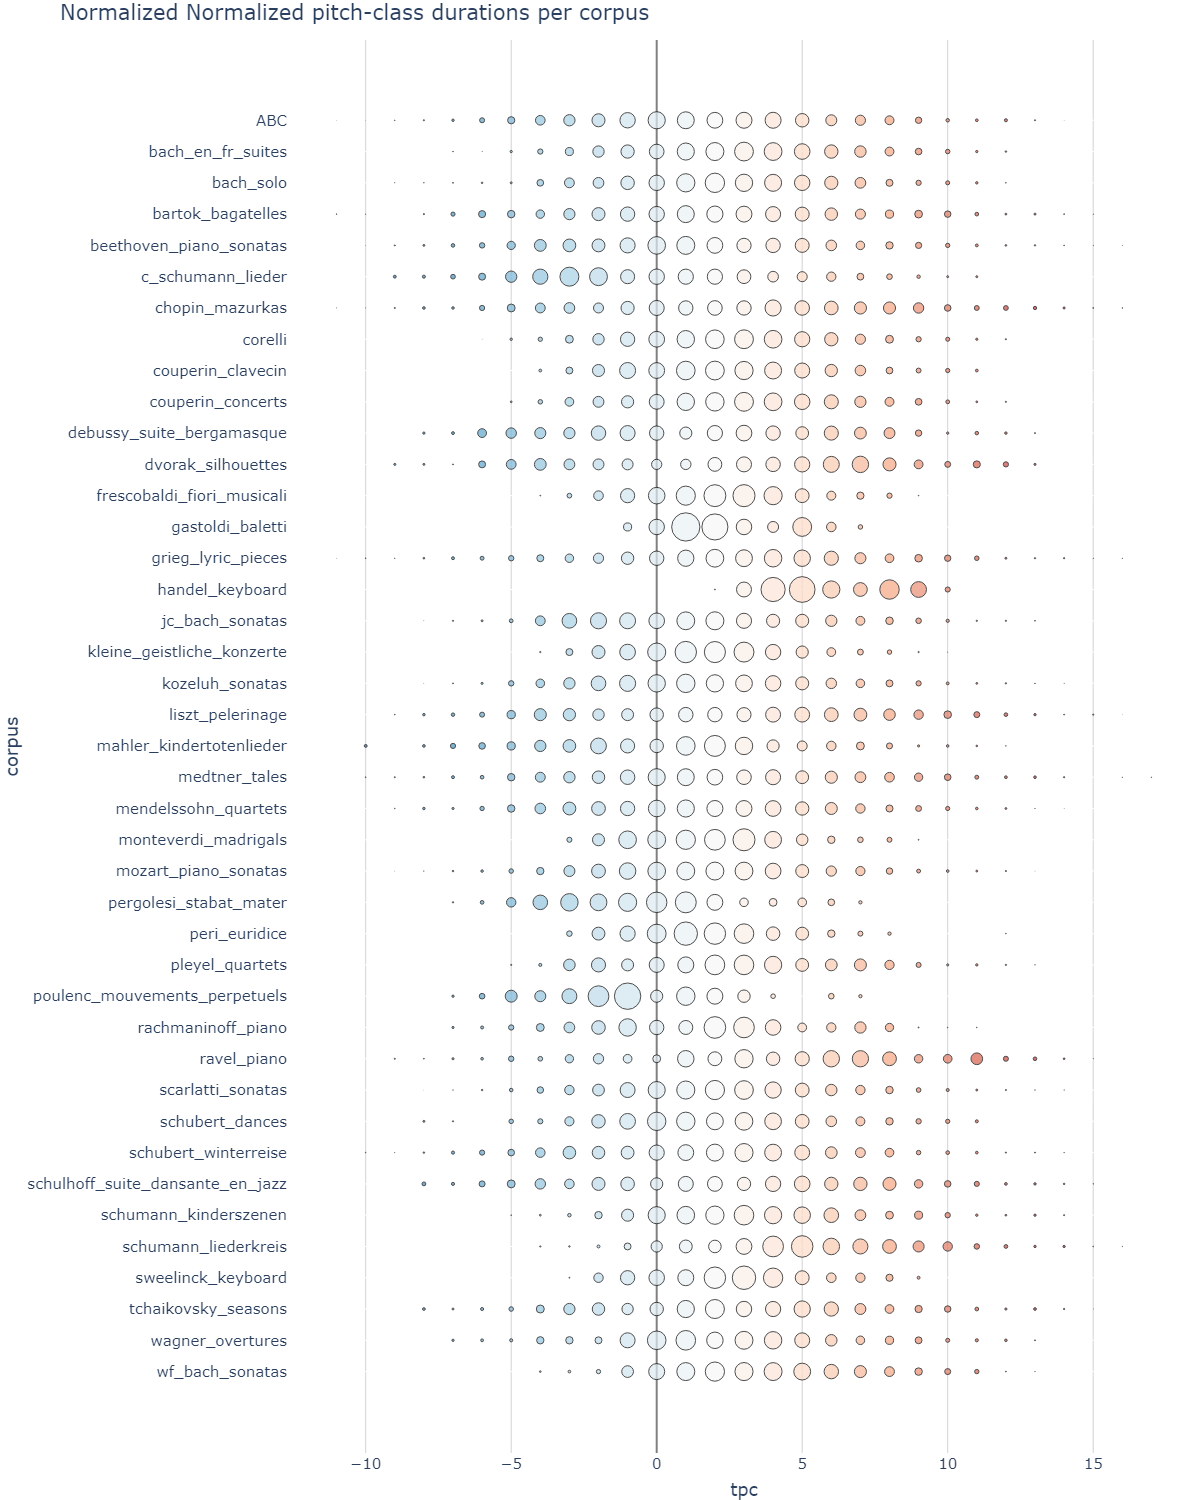 Normalized Normalized pitch-class durations per corpus
ABC
bach_en_fr_suites
bach_solo
bartok_bagatelles
beethoven_piano_sonatas
c_schumann_lieder
chopin_mazurkas
corelli
couperin_clavecin
couperin_concerts
debussy_suite_bergamasque
dvorak_silhouettes
frescobaldi_fiori_musicali
gastoldi_baletti
grieg_lyric_pieces
handel_keyboard
jc_bach_sonatas
kleine_geistliche_konzerte
kozeluh_sonatas
liszt_pelerinage
mahler_kindertotenlieder
medtner_tales
mendelssohn_quartets
monteverdi_madrigals
mozart_piano_sonatas
pergolesi_stabat_mater
peri_euridice
pleyel_quartets
poulenc_mouvements_perpetuels
rachmaninoff_piano
ravel_piano
scarlatti_sonatas
schubert_dances
schubert_winterreise
schulhoff_suite_dansante_en_jazz
schumann_kinderszenen
schumann_liederkreis
sweelinck_keyboard
tchaikovsky_seasons
wagner_overtures
wf_bach_sonatas
corpus
−10 −5 0 5 10 15
tpc